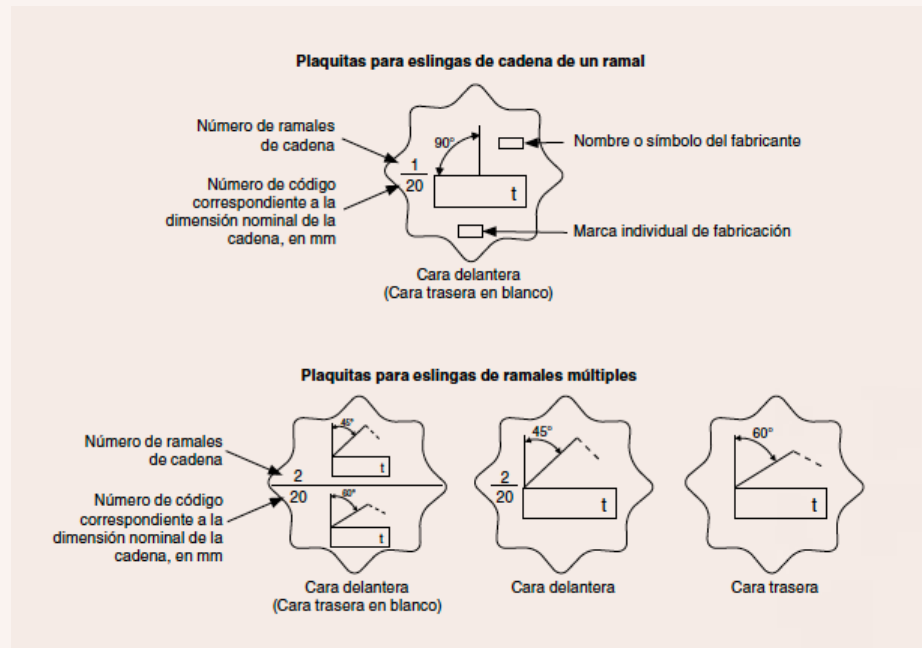 Plaquitas para eslingas de cadena de un ramal
Número de ramales
de cadena
Número de código
correspondiente a la
dimensión nominal de la
cadena, en mm
1
20
90°
t
Nombre o símbolo del fabricante
Marca individual de fabricación
Cara delantera
(Cara trasera en blanco)
Plaquitas para eslingas de ramales múltiples
Número de ramales
de cadena
Número de código
correspondiente a la
dimensión nominal de la
cadena, en mm
2
20
45°
t
60°
t
Cara delantera
(Cara trasera en blanco)
2
20
45°
t
Cara delantera
60°
t
Cara trasera